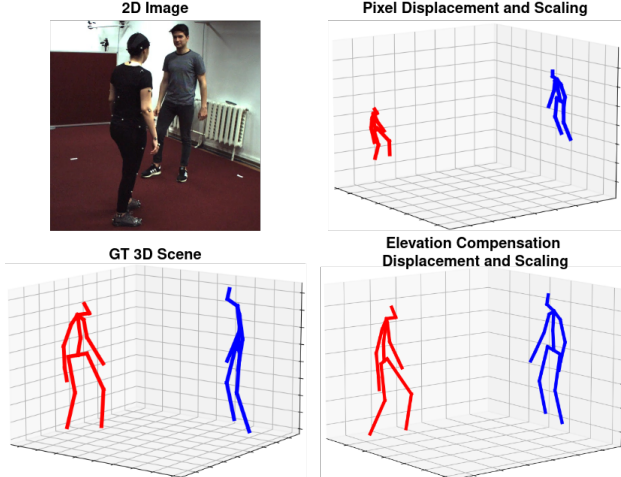 2D Image
Pixel Displacement and Scaling
GT 3D Scene
Elevation Compensation
Displacement and Scaling